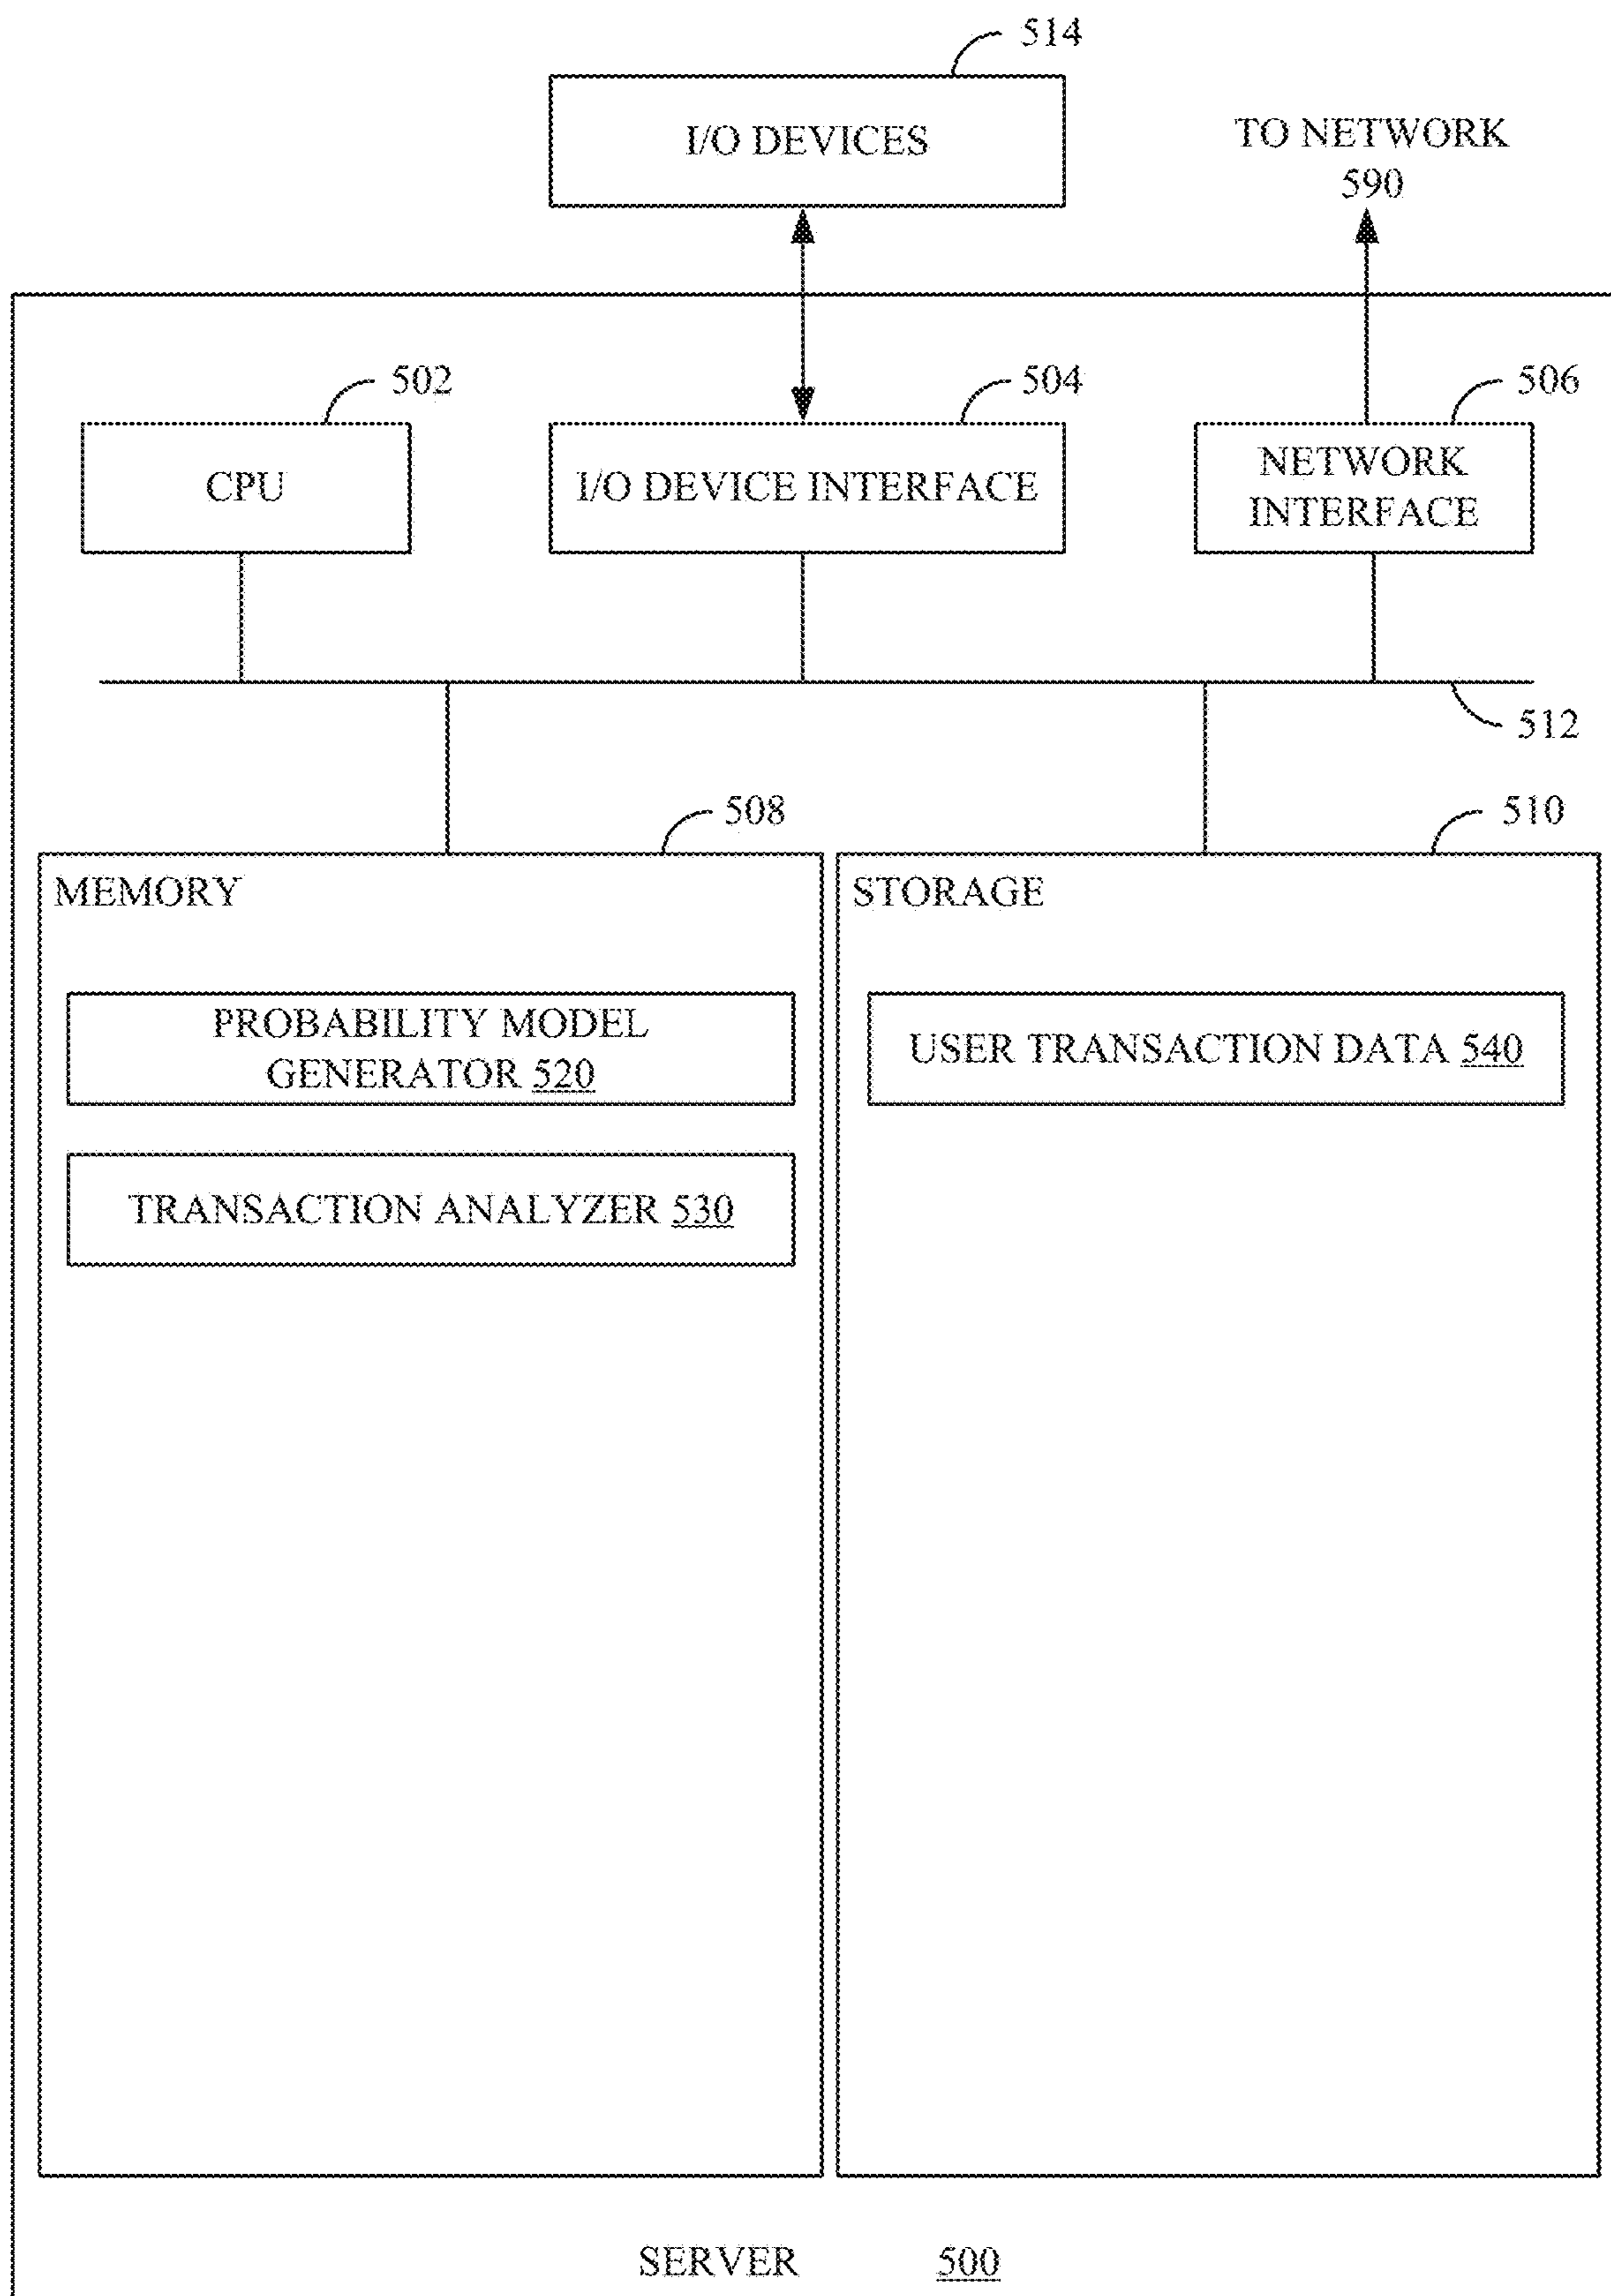 514
I/O DEVICES
TO NETWORK
590
502
504
506
CPU
I/O DEVICE INTERFACE
NETWORK
INTERFACE
512
508
510
MEMORY
STORAGE
PROBABILITY MODEL
GENERATOR 520
USER TRANSACTION DATA 540
TRANSACTION ANALYZER 530
SERVER 500